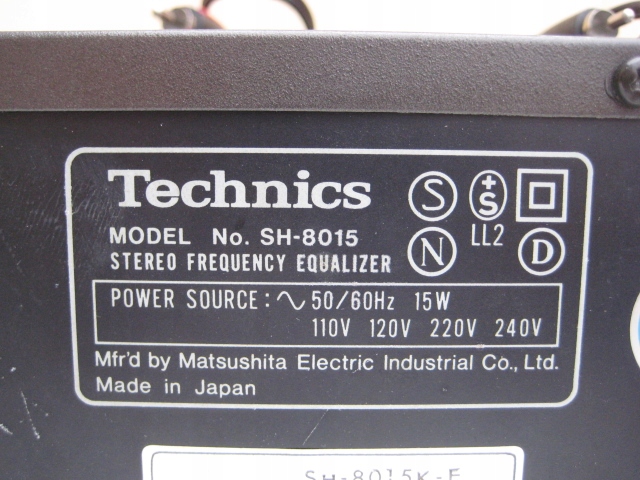 Technics
MODEL No. SH-8015
STEREO FREQUENCY EQUALIZER
S
+S
LL2
N
D
POWER SOURCE: ∿ 50/60Hz 15W
110V 120V 220V 240V
Mfr'd by Matsushita Electric Industrial Co., Ltd.
Made in Japan
SH-8015K-E